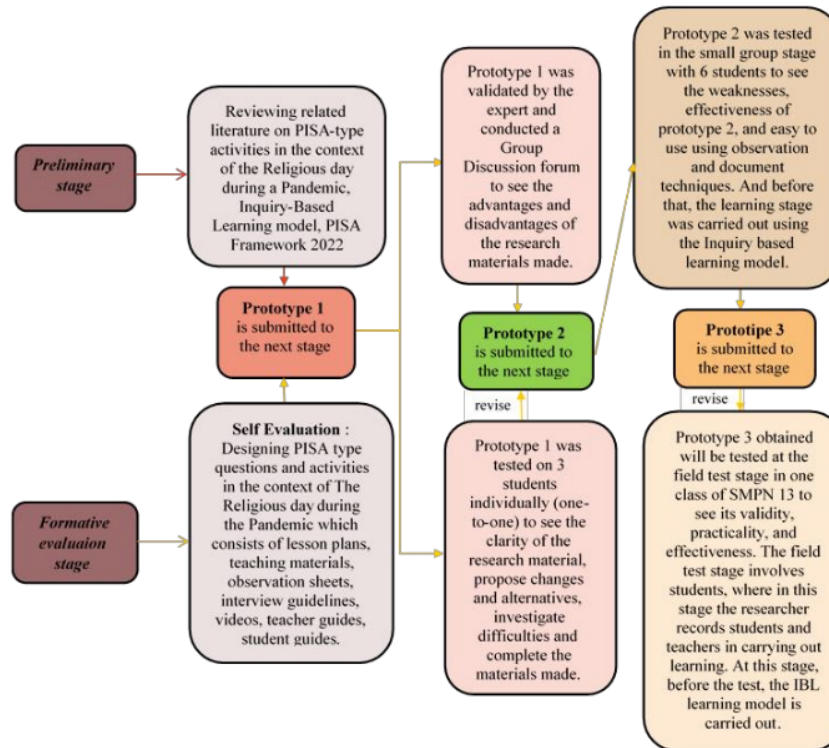 Preliminary
stage
Reviewing related
literature on PISA-type
activities in the context
of the Religious day
during a Pandemic,
Inquiry-Based
Learning model, PISA
Framework 2022
Prototype 1
is submitted to
the next stage
Self Evaluation :
Designing PISA type
questions and activities
in the context of The
Religious day during
the Pandemic which
consists of lesson plans,
teaching materials,
observation sheets,
interview guidelines,
videos, teacher guides,
student guides.
Formative
evaluaion
stage
Prototype 1 was
validated by the
expert and
conducted a
Group
Discussion forum
to see the
advantages and
disadvantages of
the research
materials made.
Prototype 2
is submitted to
the next stage
revise
Prototype 1 was
tested on 3
students
individually (one-
to-one) to see the
clarity of the
research material,
propose changes
and alternatives,
investigate
difficulties and
complete the
materials made.
Prototype 2 was tested
in the small group stage
with 6 students to see
the weaknesses,
effectiveness of
prototype 2, and easy to
use using observation
and document
techniques. And before
that, the learning stage
was carried out using
the Inquiry based
learning model.
Prototipe 3
is submitted to
the next stage
revise
Prototype 3 obtained
will be tested at the
field test stage in one
class of SMPN 13 to
see its validity,
practicality, and
effectiveness. The field
test stage involves
students, where in this
stage the researcher
records students and
teachers in carrying out
learning. At this stage,
before the test, the IBL
learning model is
carried out.